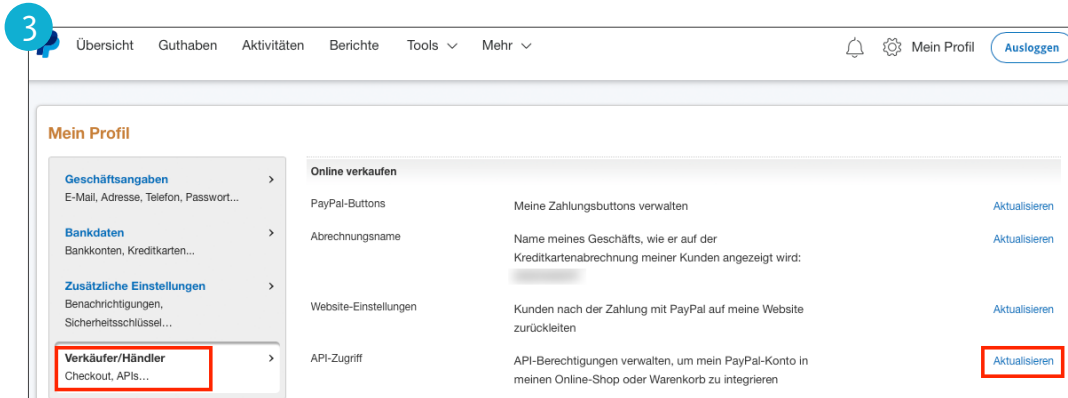 3
Übersicht Guthaben Aktivitäten Berichte Tools Mehr Mein Profil Ausloggen
Mein Profil
Geschäftsangaben
E-Mail, Adresse, Telefon, Passwort...
Bankdaten
Bankkonten, Kreditkarten...
Zusätzliche Einstellungen
Benachrichtigungen,
Sicherheitsschlüssel...
Verkäufer/Händler
Checkout, APIs...
Online verkaufen
PayPal-Buttons Meine Zahlungsbuttons verwalten Aktualisieren
Abrechnungsname Name meines Geschäfts, wie er auf der Aktualisieren
Kreditkartenabrechnung meiner Kunden angezeigt wird:
Website-Einstellungen Kunden nach der Zahlung mit PayPal auf meine Website Aktualisieren
zurückleiten
API-Zugriff API-Berechtigungen verwalten, um mein PayPal-Konto in Aktualisieren
meinen Online-Shop oder Warenkorb zu integrieren